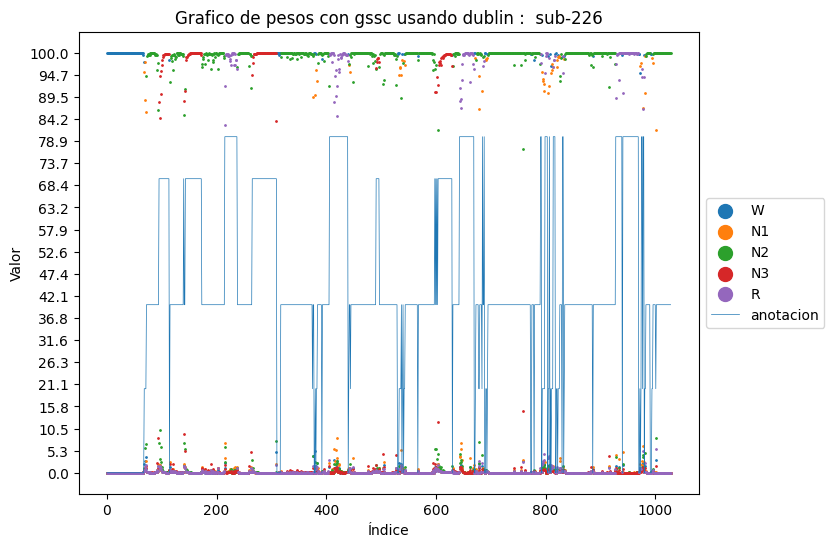 Grafico de pesos con gssc usando dublin :  sub-226
Valor
100.0
94.7
89.5
84.2
78.9
73.7
68.4
63.2
57.9
52.6
47.4
42.1
36.8
31.6
26.3
21.1
15.8
10.5
5.3
0.0
0 200 400 600 800 1000
Índice
W
N1
N2
N3
R
anotacion